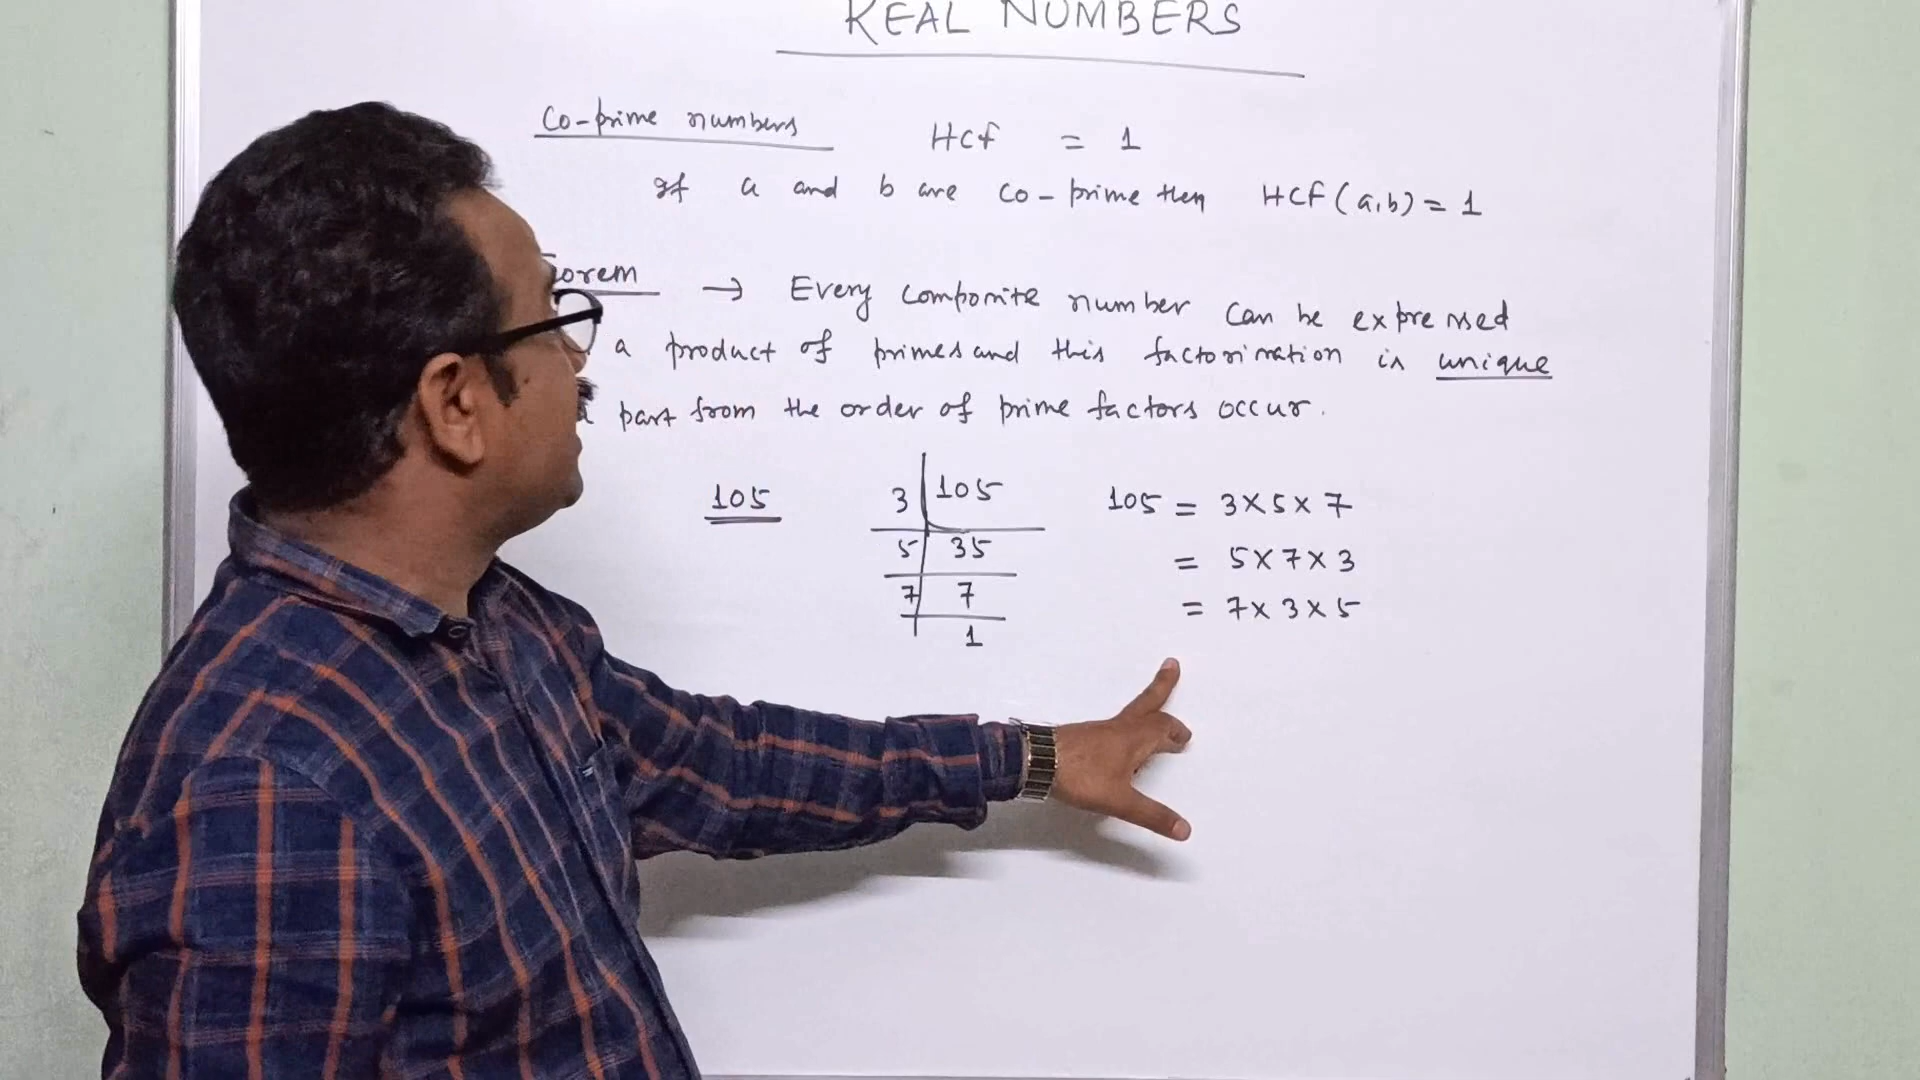 REAL NUMBERS
Co-prime numbers HCF = 1
If a and b are co-prime then HCF(a,b) = 1
orem → Every composite number can be expressed
a product of primes and this factorisation is unique
a part from the order of prime factors occur.
105 3 105 105 = 3×5×7
5 35 = 5×7×3
7 7 = 7×3×5
1